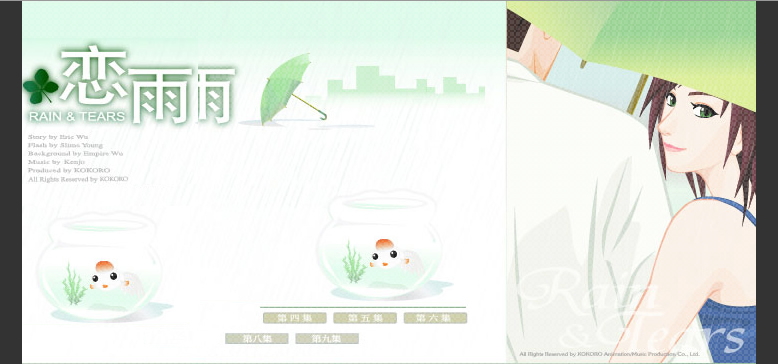 恋雨雨
RAIN & TEARS
Story by Eric Wu
Flash by Slime Young
Background by Empire Wu
Music by Kenjo
Produced by KOKORO
All Rights Reserved by KOKORO
第四集 第五集 第六集
第八集 第九集
Rain
& Tears
All Rights Reserved by KOKORO Animation/Music Production Co., Ltd.